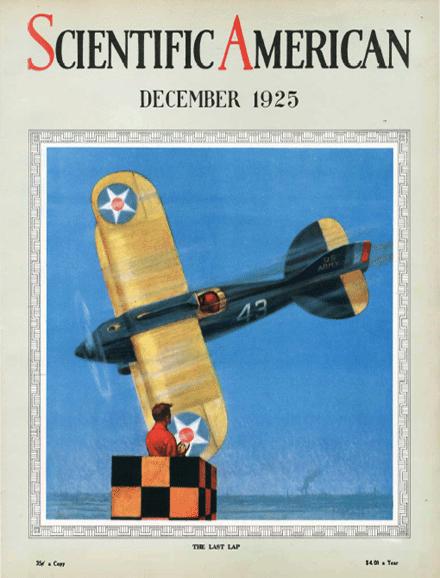 SCIENTIFIC AMERICAN
DECEMBER 1925
U.S.
ARMY
43
THE LAST LAP
35¢ a Copy
$4.00 a Year